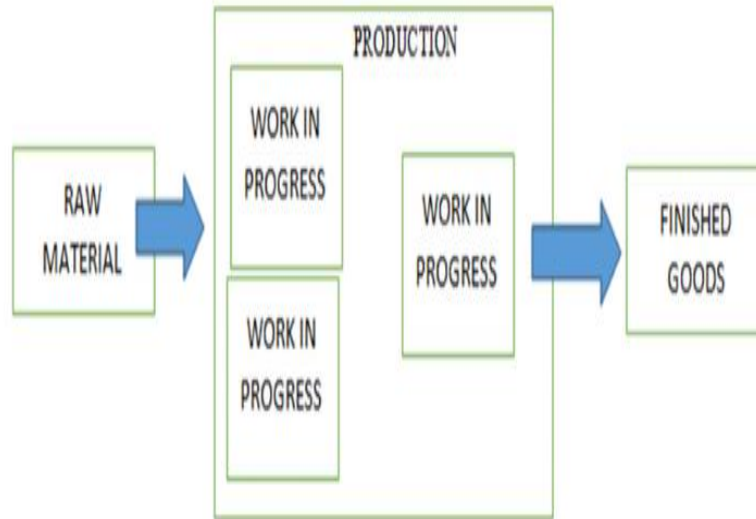 PRODUCTION
RAW
MATERIAL
WORK IN
PROGRESS
WORK IN
PROGRESS
WORK IN
PROGRESS
FINISHED
GOODS